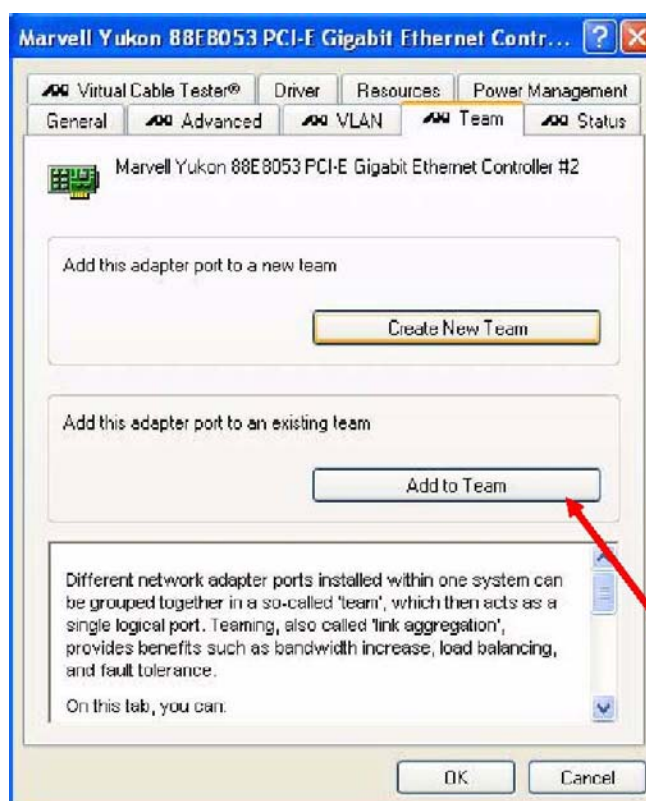 Marvell Yukon 88E8053 PCI-E Gigabit Ethernet Contr...
Virtual Cable Tester® Driver Resources Power Management
General Advanced VLAN Team Status
Marvell Yukon 88E8053 PCI-E Gigabit Ethernet Controller #2
Add this adapter port to a new team
Create New Team
Add this adapter port to an existing team
Add to Team
Different network adapter ports installed within one system can
be grouped together in a so-called 'team', which then acts as a
single logical port. Teaming, also called 'link aggregation',
provides benefits such as bandwidth increase, load balancing,
and fault tolerance.
On this tab, you can:
OK Cancel